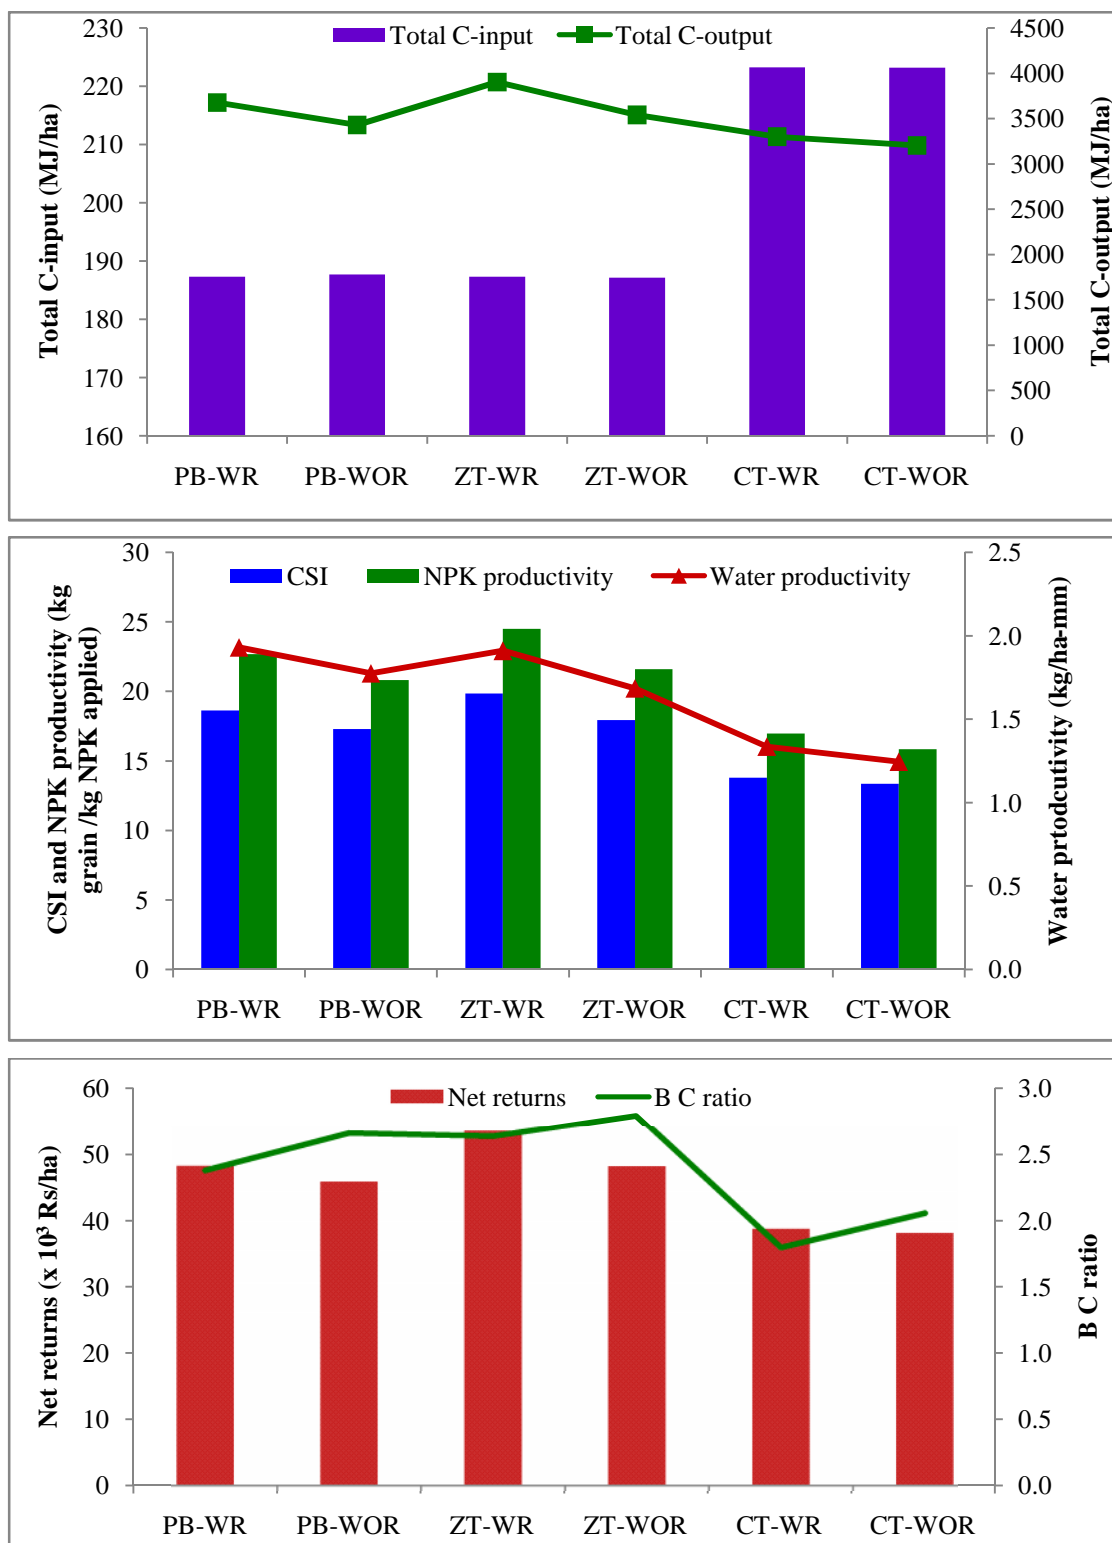 Total C-input
Total C-output
Total C-input (MJ/ha)
230
220
210
200
190
180
170
160
4500
4000
3500
3000
2500
2000
1500
1000
500
0
Total C-output (MJ/ha)
PB-WR PB-WOR ZT-WR ZT-WOR CT-WR CT-WOR
CSI
NPK productivity
Water productivity
CSI and NPK productivity (kg
grain /kg NPK applied)
30
25
20
15
10
5
0
2.5
2.0
1.5
1.0
0.5
0.0
Water prtodcutivity (kg/ha-mm)
PB-WR PB-WOR ZT-WR ZT-WOR CT-WR CT-WOR
Net returns
B C ratio
Net returns (x 10³ Rs/ha)
60
50
40
30
20
10
0
3.0
2.5
2.0
1.5
1.0
0.5
0.0
B C ratio
PB-WR PB-WOR ZT-WR ZT-WOR CT-WR CT-WOR